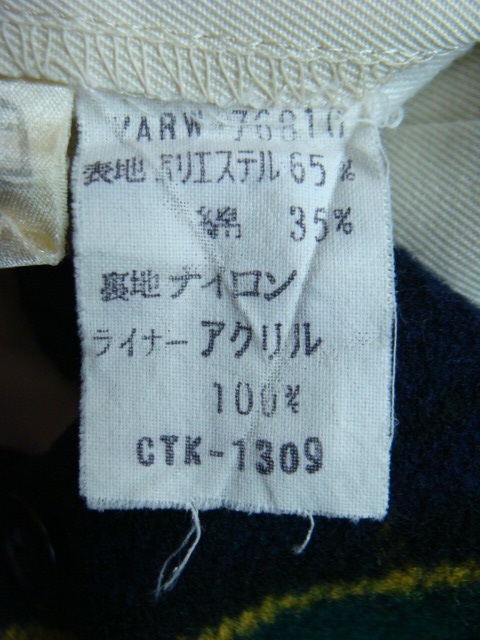 VARW-76810
表地 ポリエステル 65%
綿 35%
裏地 ナイロン
ライナー アクリル
100%
CTK-1309